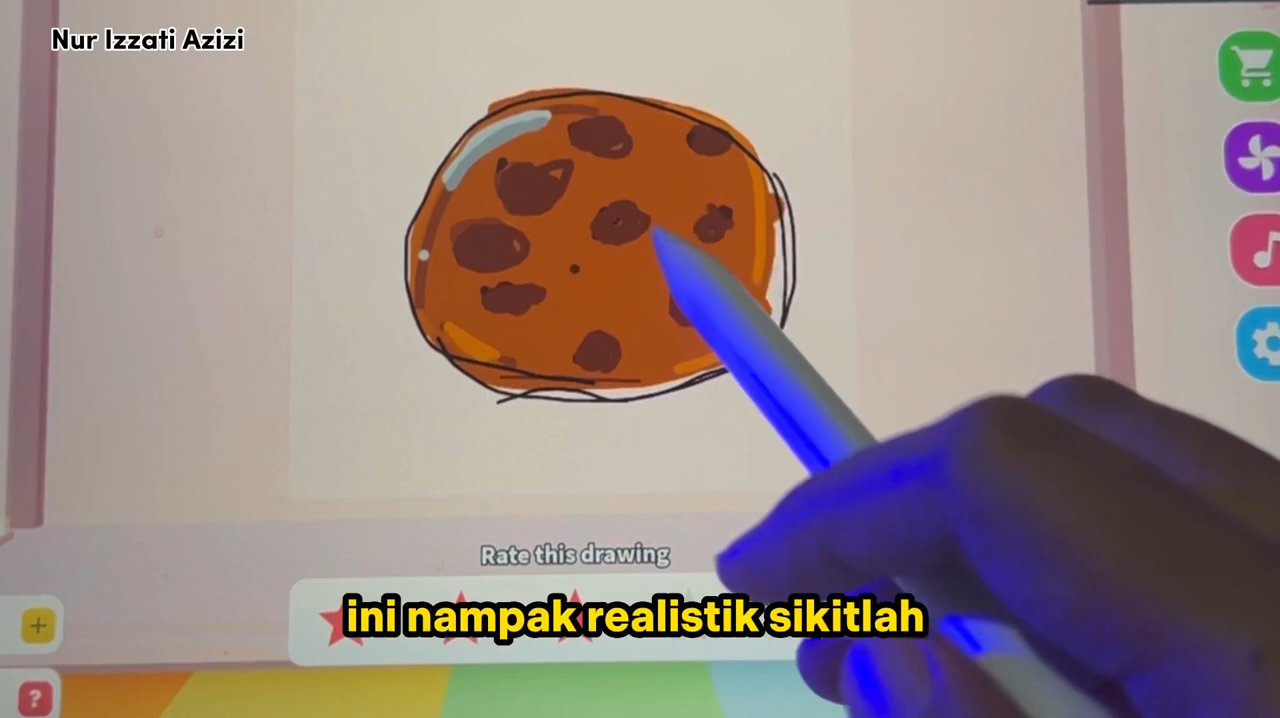 Nur Izzati Azizi
Rate this drawing
ini nampak realistik sikitlah
+
?